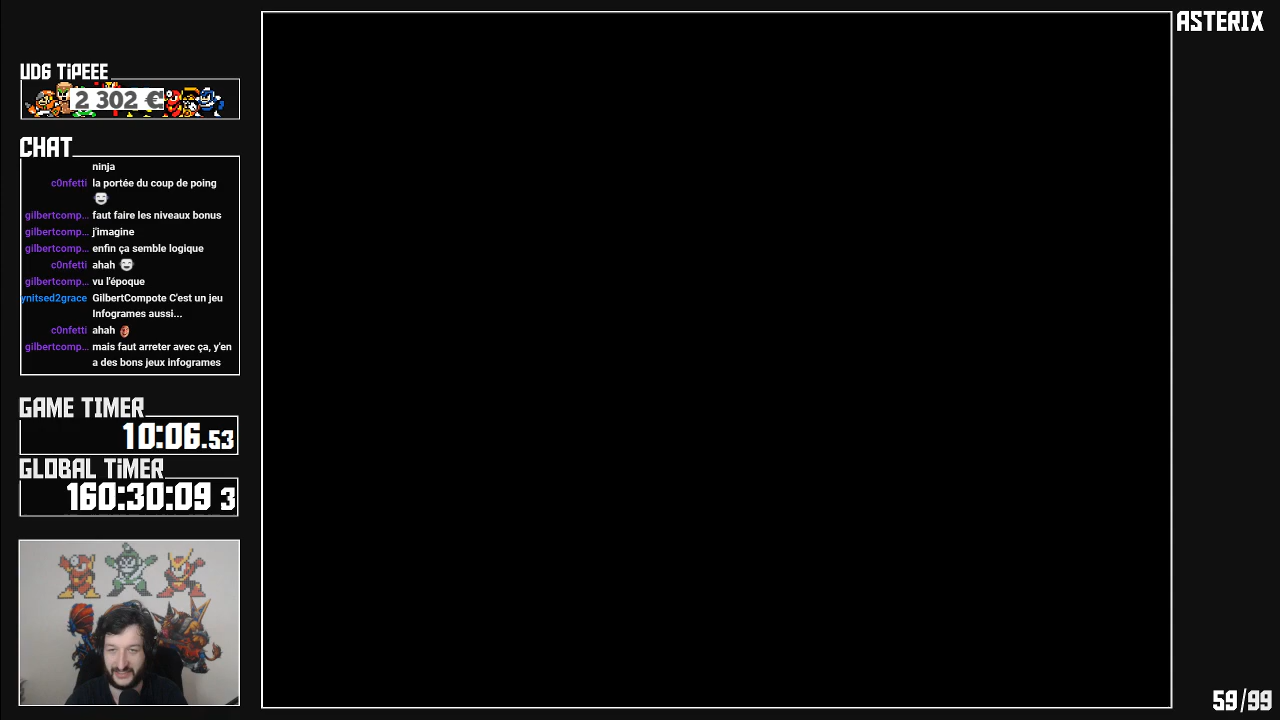 ASTERIX
UDG TiPEEE
2 302 €
CHAT
ninja
c0nfetti la portée du coup de poing
gilbertcomp... faut faire les niveaux bonus
gilbertcomp... j'imagine
gilbertcomp... enfin ça semble logique
c0nfetti ahah
gilbertcomp... vu l'époque
ynitsed2grace GilbertCompote C'est un jeu
Infogrames aussi...
c0nfetti ahah
gilbertcomp... mais faut arreter avec ça, y'en
a des bons jeux infogrames
GAME TIMER
10:06.53
GLOBAL TiMER
160:30:09 3
59/99